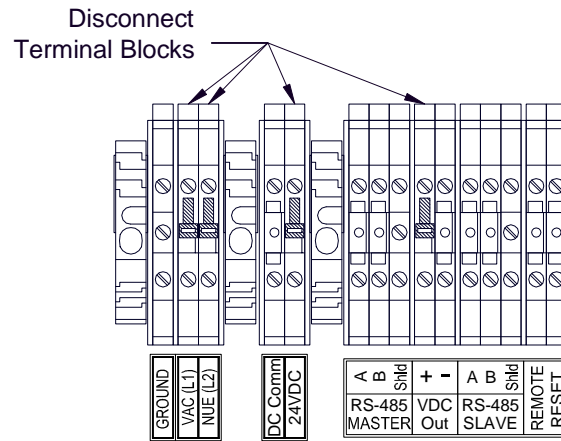 Disconnect
Terminal Blocks
GROUND
VAC (L1)
NUE (L2)
DC Comm
24VDC
A B Shld + - A B Shld
RS-485 VDC RS-485
MASTER Out SLAVE
REMOTE
RESET